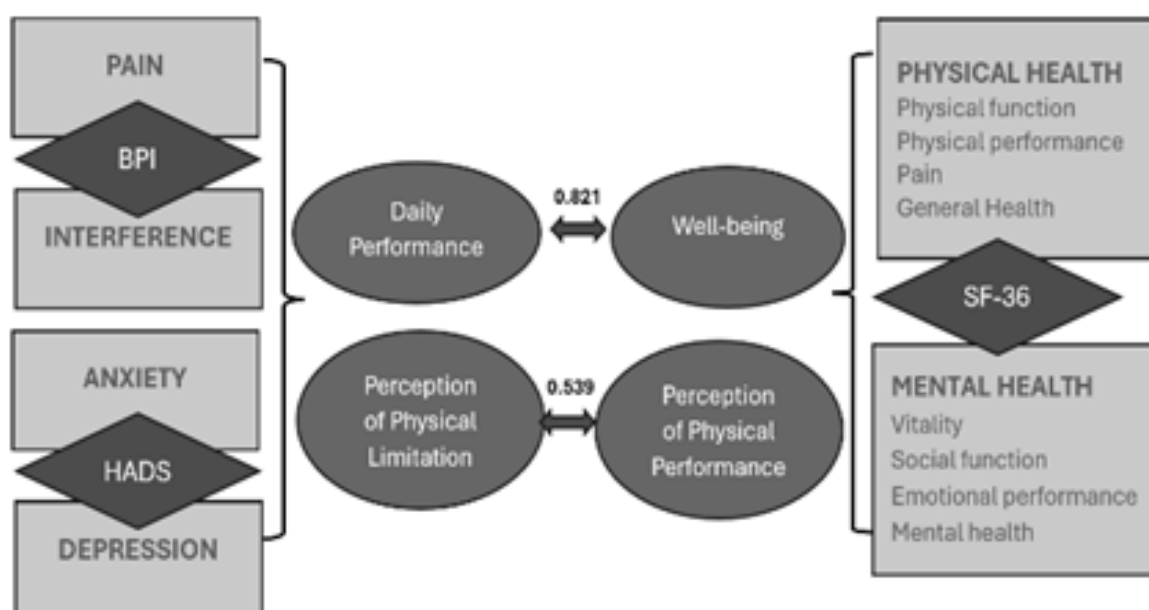 PAIN
BPI
INTERFERENCE
ANXIETY
HADS
DEPRESSION
Daily
Performance
0.821
Well-being
Perception
of Physical
Limitation
0.539
Perception
of Physical
Performance
PHYSICAL HEALTH
Physical function
Physical performance
Pain
General Health
SF-36
MENTAL HEALTH
Vitality
Social function
Emotional performance
Mental health